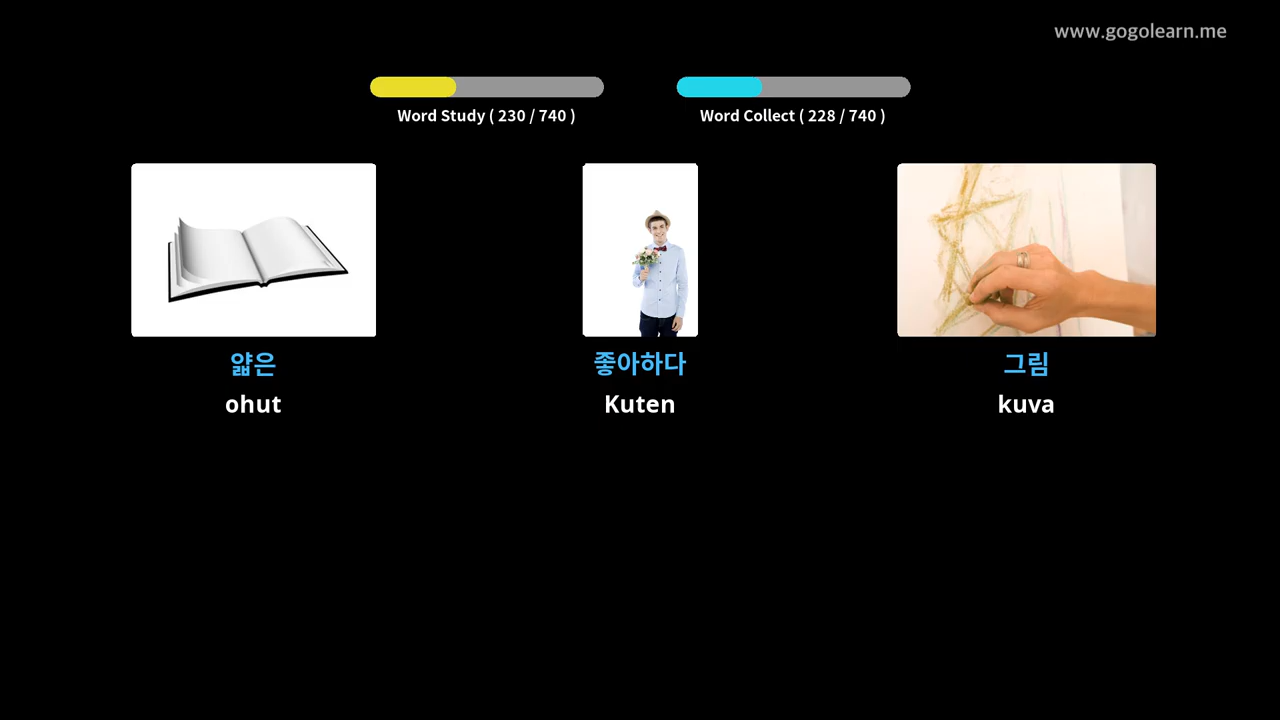 www.gogolearn.me
Word Study ( 230 / 740 )
Word Collect ( 228 / 740 )
얇은
좋아하다
그림
ohut
Kuten
kuva